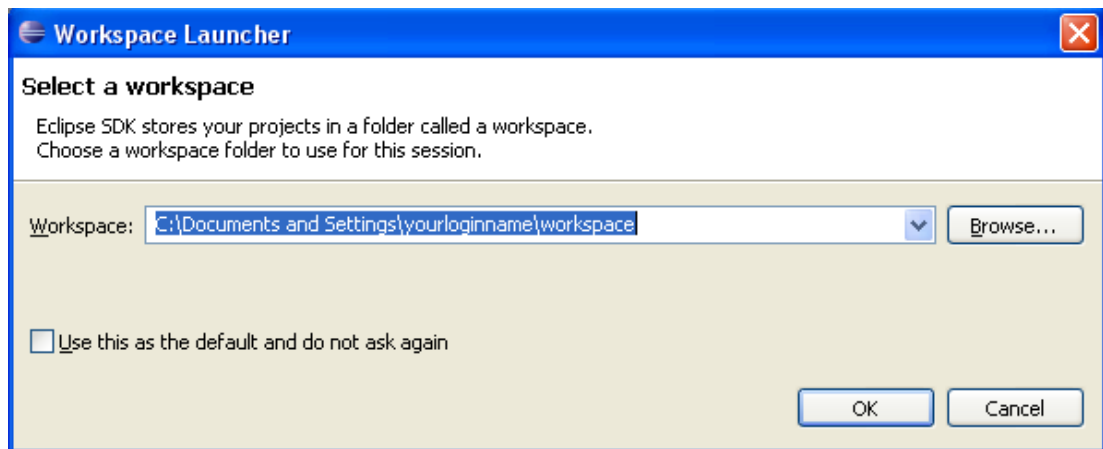 Workspace Launcher
Select a workspace
Eclipse SDK stores your projects in a folder called a workspace.
Choose a workspace folder to use for this session.
Workspace: C:\Documents and Settings\yourloginname\workspace Browse...
Use this as the default and do not ask again
OK Cancel